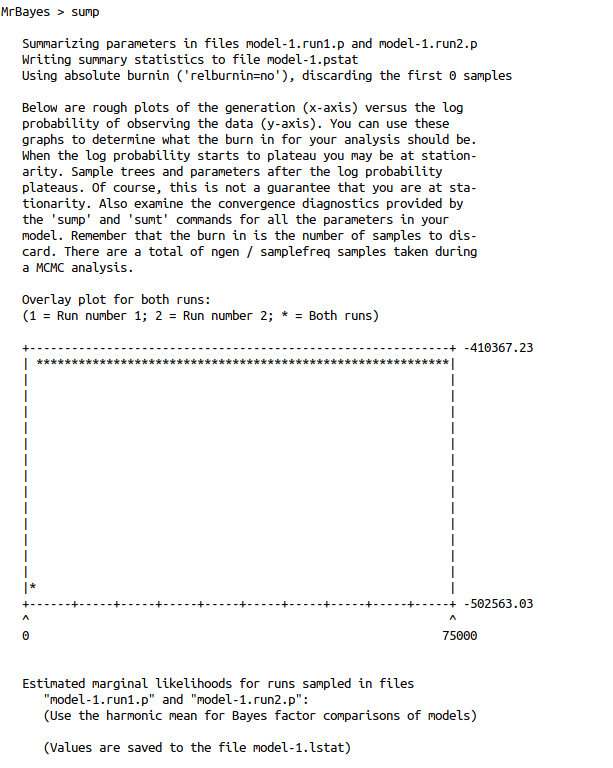 MrBayes > sump
Summarizing parameters in files model-1.run1.p and model-1.run2.p
Writing summary statistics to file model-1.pstat
Using absolute burnin ('relburnin=no'), discarding the first 0 samples
Below are rough plots of the generation (x-axis) versus the log
probability of observing the data (y-axis). You can use these
graphs to determine what the burn in for your analysis should be.
When the log probability starts to plateau you may be at station-
arity. Sample trees and parameters after the log probability
plateaus. Of course, this is not a guarantee that you are at sta-
tionarity. Also examine the convergence diagnostics provided by
the 'sump' and 'sumt' commands for all the parameters in your
model. Remember that the burn in is the number of samples to dis-
card. There are a total of ngen / samplefreq samples taken during
a MCMC analysis.
Overlay plot for both runs:
(1 = Run number 1; 2 = Run number 2; * = Both runs)
+------------------------------------------------------------+ -410367.23
| ***********************************************************|
|                                                            |
|                                                            |
|                                                            |
|                                                            |
|                                                            |
|                                                            |
|                                                            |
|                                                            |
|                                                            |
|                                                            |
|                                                            |
|                                                            |
|                                                            |
|*                                                           |
+------+-----+-----+-----+-----+-----+-----+-----+-----+-----+ -502563.03
^                                                            ^
0                                                            75000
Estimated marginal likelihoods for runs sampled in files
"model-1.run1.p" and "model-1.run2.p":
(Use the harmonic mean for Bayes factor comparisons of models)
(Values are saved to the file model-1.lstat)